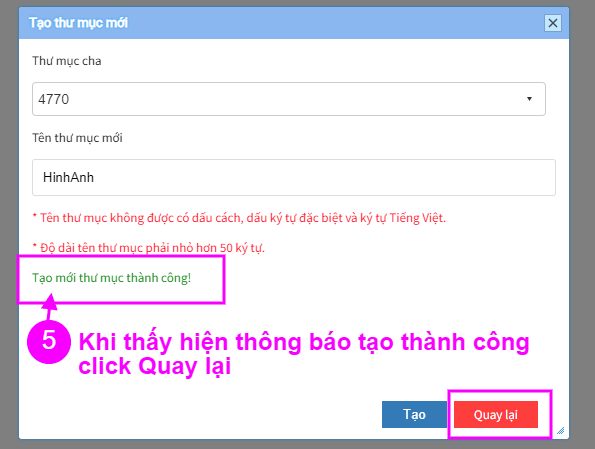 Tạo thư mục mới
Thư mục cha
4770
Tên thư mục mới
HinhAnh
* Tên thư mục không được có dấu cách, dấu ký tự đặc biệt và ký tự Tiếng Việt.
* Độ dài tên thư mục phải nhỏ hơn 50 ký tự.
Tạo mới thư mục thành công!
5 Khi thấy hiện thông báo tạo thành công
click Quay lại
Tạo Quay lại